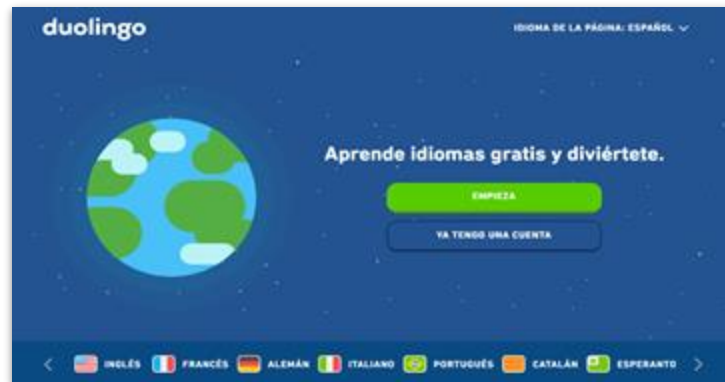 duolingo
IDIOMA DE LA PÁGINA: ESPAÑOL
Aprende idiomas gratis y diviértete.
EMPIEZA
YA TENGO UNA CUENTA
INGLÉS FRANCÉS ALEMÁN ITALIANO PORTUGUÉS CATALÁN ESPERANTO